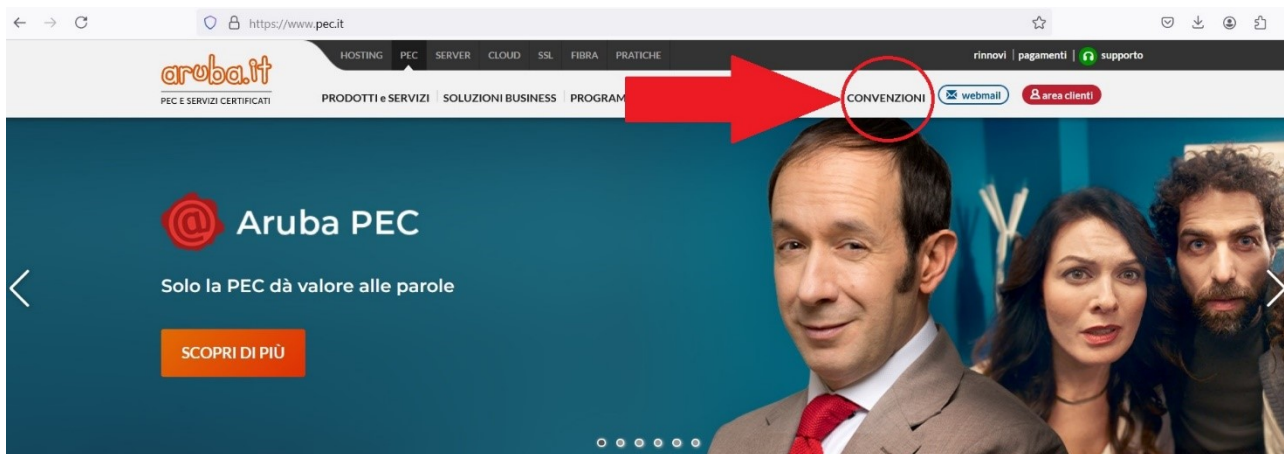 https://www.pec.it
HOSTING PEC SERVER CLOUD SSL FIBRA PRATICHE
rinnovi | pagamenti | supporto
aruba.it
PEC E SERVIZI CERTIFICATI
PRODOTTI e SERVIZI SOLUZIONI BUSINESS CONVENZIONI webmail area clienti
@ Aruba PEC
Solo la PEC dà valore alle parole
SCOPRI DI PIÙ